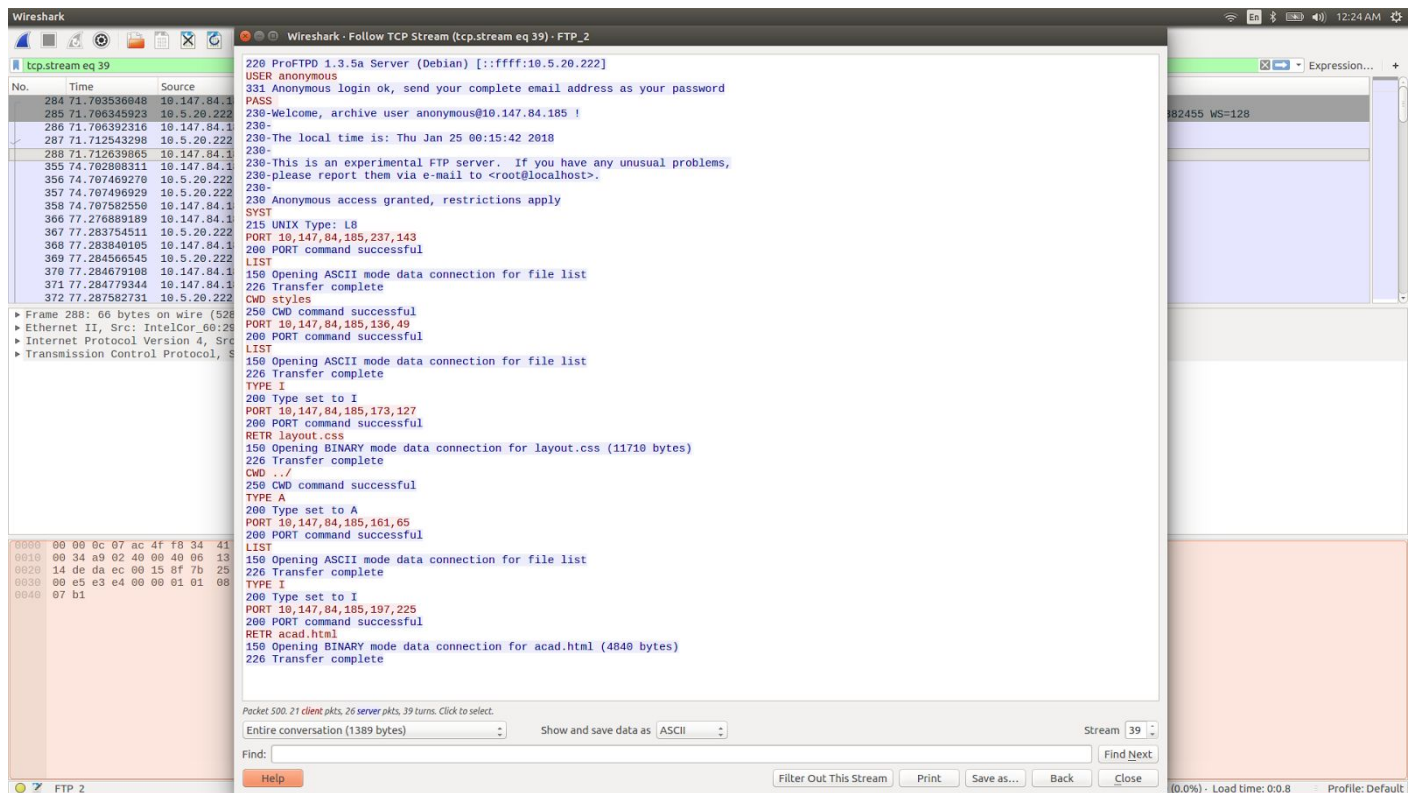 Wireshark
En
12:24 AM
Wireshark · Follow TCP Stream (tcp.stream eq 39) · FTP_2
tcp.stream eq 39
Expression...
+
No. Time Source
284 71.703536048 10.147.84.1
285 71.706345923 10.5.20.222
382455 WS=128
286 71.706392316 10.147.84.1
287 71.712543298 10.5.20.222
288 71.712639865 10.147.84.1
355 74.702808311 10.147.84.1
356 74.707469270 10.5.20.222
357 74.707496929 10.5.20.222
358 74.707582550 10.147.84.1
366 77.276889189 10.147.84.1
367 77.283754511 10.5.20.222
368 77.283840105 10.147.84.1
369 77.284566545 10.5.20.222
370 77.284679108 10.147.84.1
371 77.284779344 10.147.84.1
372 77.287582731 10.5.20.222
Frame 288: 66 bytes on wire (528
Ethernet II, Src: IntelCor_60:29
Internet Protocol Version 4, Src
Transmission Control Protocol, S
0000 00 00 0c 07 ac 4f f8 34 41
0010 00 34 a9 02 40 00 40 06 13
0020 14 de da ec 00 15 8f 7b 25
0030 00 e5 e3 e4 00 00 01 01 08
0040 07 b1
220 ProFTPD 1.3.5a Server (Debian) [::ffff:10.5.20.222]
USER anonymous
331 Anonymous login ok, send your complete email address as your password
PASS
230-Welcome, archive user anonymous@10.147.84.185 !
230-
230-The local time is: Thu Jan 25 00:15:42 2018
230-
230-This is an experimental FTP server. If you have any unusual problems,
230-please report them via e-mail to <root@localhost>.
230-
230 Anonymous access granted, restrictions apply
SYST
215 UNIX Type: L8
PORT 10,147,84,185,237,143
200 PORT command successful
LIST
150 Opening ASCII mode data connection for file list
226 Transfer complete
CWD styles
250 CWD command successful
PORT 10,147,84,185,136,49
200 PORT command successful
LIST
150 Opening ASCII mode data connection for file list
226 Transfer complete
TYPE I
200 Type set to I
PORT 10,147,84,185,173,127
200 PORT command successful
RETR layout.css
150 Opening BINARY mode data connection for layout.css (11710 bytes)
226 Transfer complete
CWD ../
250 CWD command successful
TYPE A
200 Type set to A
PORT 10,147,84,185,161,65
200 PORT command successful
LIST
150 Opening ASCII mode data connection for file list
226 Transfer complete
TYPE I
200 Type set to I
PORT 10,147,84,185,197,225
200 PORT command successful
RETR acad.html
150 Opening BINARY mode data connection for acad.html (4840 bytes)
226 Transfer complete
Packet 500. 21 client pkts, 26 server pkts, 39 turns. Click to select.
Entire conversation (1389 bytes) Show and save data as ASCII Stream 39
Find: Find Next
Help Filter Out This Stream Print Save as... Back Close
FTP_2
(0.0%) · Load time: 0:0.8 Profile: Default